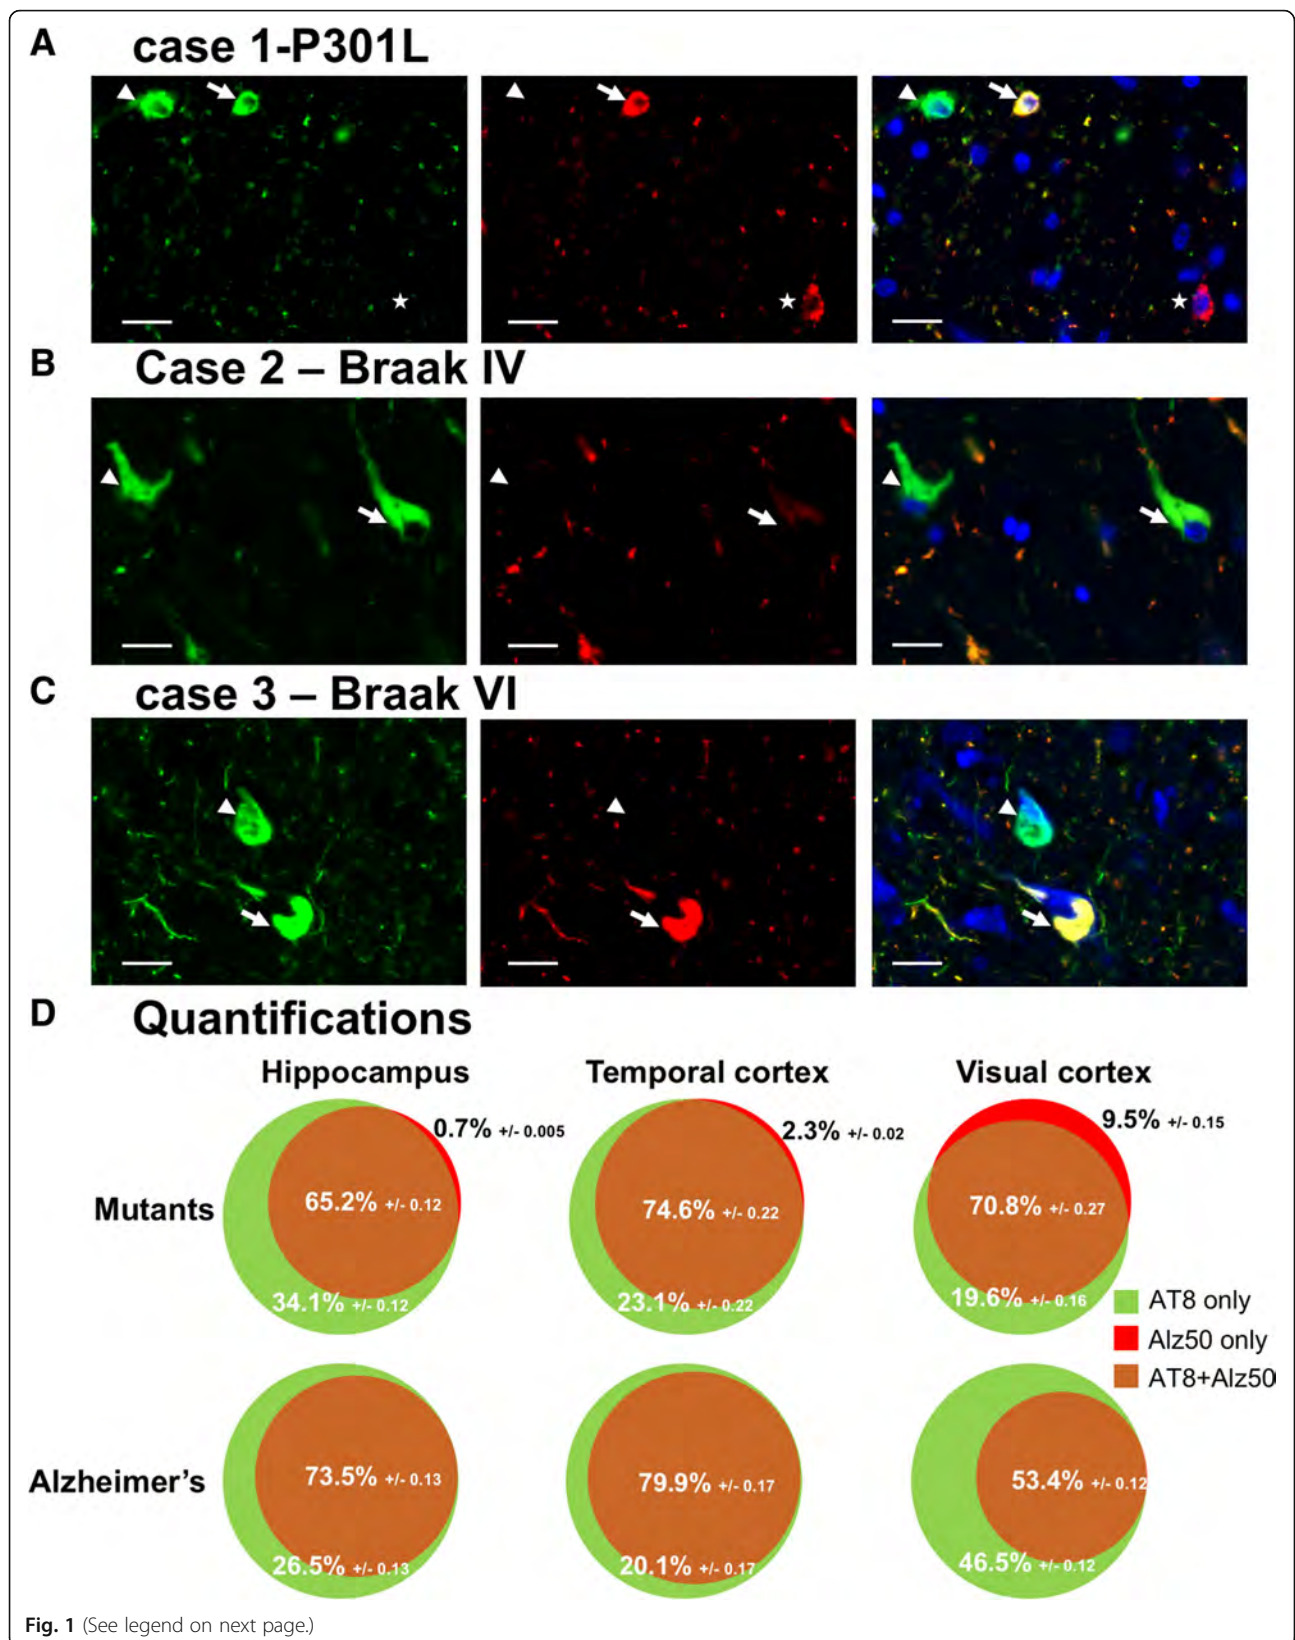 A case 1-P301L
B Case 2 – Braak IV
C case 3 – Braak VI
D Quantifications
Hippocampus Temporal cortex Visual cortex
Mutants
0.7% +/- 0.005
65.2% +/- 0.12
34.1% +/- 0.12
2.3% +/- 0.02
74.6% +/- 0.22
23.1% +/- 0.22
9.5% +/- 0.15
70.8% +/- 0.27
19.6% +/- 0.16
AT8 only
Alz50 only
AT8+Alz50
Alzheimer's
73.5% +/- 0.13
26.5% +/- 0.13
79.9% +/- 0.17
20.1% +/- 0.17
53.4% +/- 0.12
46.5% +/- 0.12
Fig. 1 (See legend on next page.)